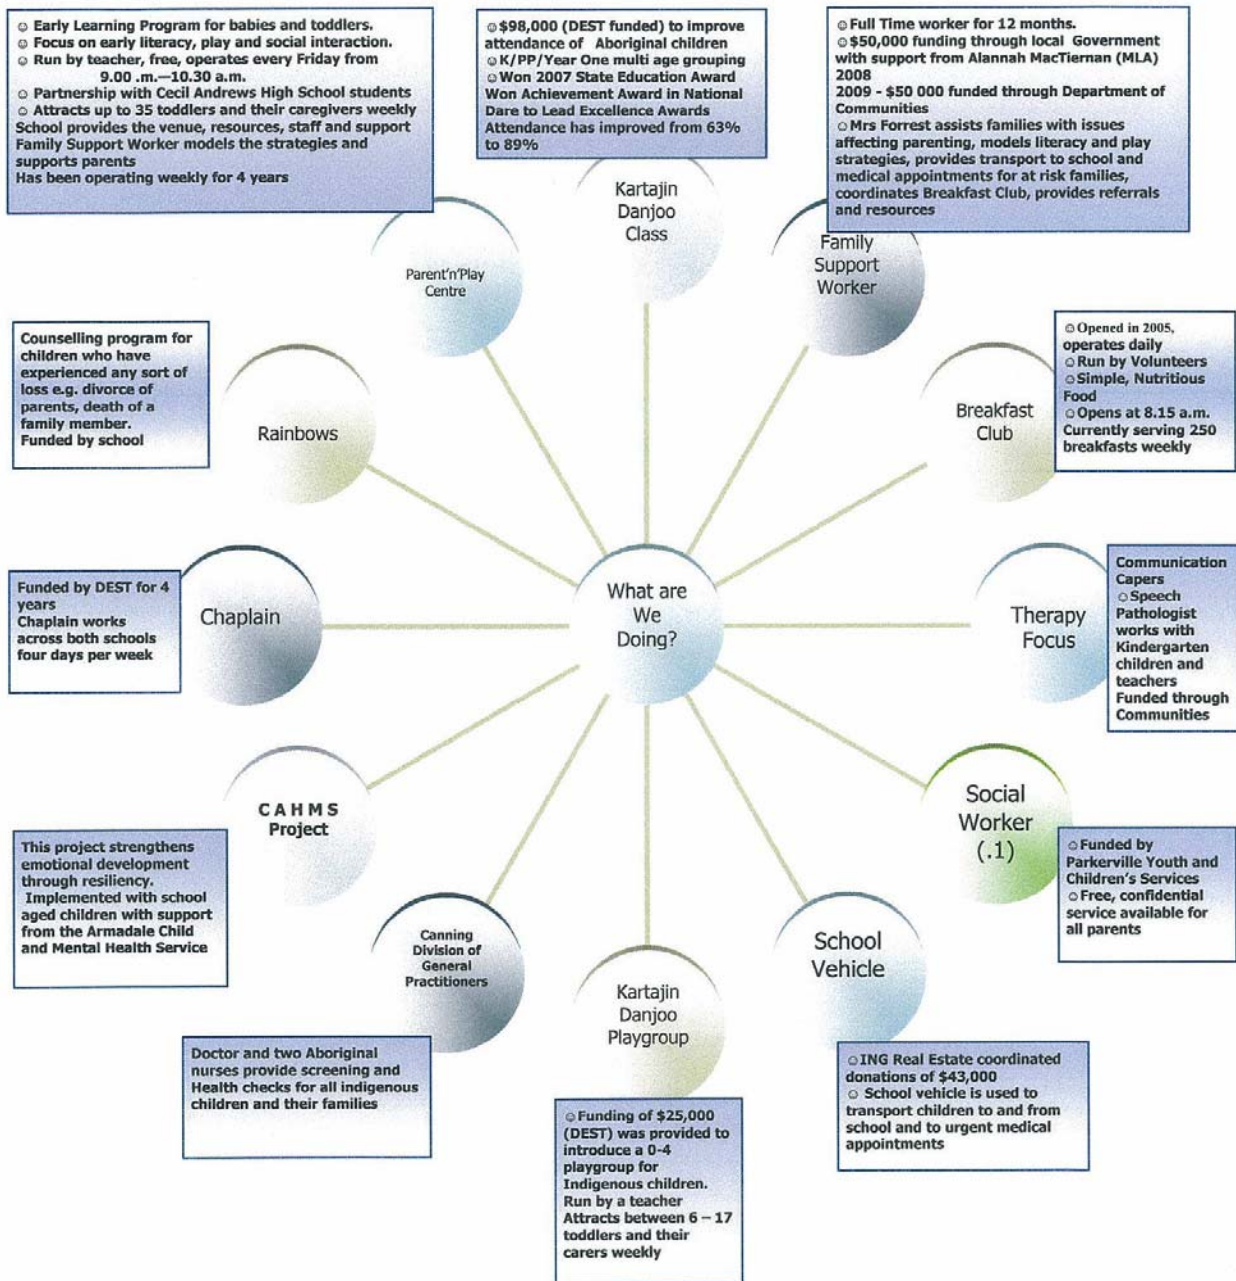 ☺ Early Learning Program for babies and toddlers.
☺ Focus on early literacy, play and social interaction.
☺ Run by teacher, free, operates every Friday from
9.00 .m.—10.30 a.m.
☺ Partnership with Cecil Andrews High School students
☺ Attracts up to 35 toddlers and their caregivers weekly
School provides the venue, resources, staff and support
Family Support Worker models the strategies and
supports parents
Has been operating weekly for 4 years
☺ $98,000 (DEST funded) to improve
attendance of Aboriginal children
☺ K/PP/Year One multi age grouping
☺ Won 2007 State Education Award
Won Achievement Award in National
Dare to Lead Excellence Awards
Attendance has improved from 63%
to 89%
☺ Full Time worker for 12 months.
☺ $50,000 funding through local Government
with support from Alannah MacTiernan (MLA)
2008
2009 - $50 000 funded through Department of
Communities
☺ Mrs Forrest assists families with issues
affecting parenting, models literacy and play
strategies, provides transport to school and
medical appointments for at risk families,
coordinates Breakfast Club, provides referrals
and resources
Parent'n'Play
Centre
Kartajin
Danjoo
Class
Family
Support
Worker
Counselling program for
children who have
experienced any sort of
loss e.g. divorce of
parents, death of a
family member.
Funded by school
Rainbows
Breakfast
Club
☺ Opened in 2005,
operates daily
☺ Run by Volunteers
☺ Simple, Nutritious
Food
☺ Opens at 8.15 a.m.
Currently serving 250
breakfasts weekly
Funded by DEST for 4
years
Chaplain works
across both schools
four days per week
Chaplain
What are
We
Doing?
Therapy
Focus
Communication
Capers
☺ Speech
Pathologist
works with
Kindergarten
children and
teachers
Funded through
Communities
C A H M S
Project
This project strengthens
emotional development
through resiliency.
Implemented with school
aged children with support
from the Armadale Child
and Mental Health Service
Social
Worker
(.1)
☺ Funded by
Parkerville Youth and
Children's Services
☺ Free, confidential
service available for
all parents
Canning
Division of
General
Practitioners
Doctor and two Aboriginal
nurses provide screening and
Health checks for all indigenous
children and their families
Kartajin
Danjoo
Playgroup
☺ Funding of $25,000
(DEST) was provided to
introduce a 0-4
playgroup for
Indigenous children.
Run by a teacher
Attracts between 6 – 17
toddlers and their
carers weekly
School
Vehicle
☺ ING Real Estate coordinated
donations of $43,000
☺ School vehicle is used to
transport children to and from
school and to urgent medical
appointments